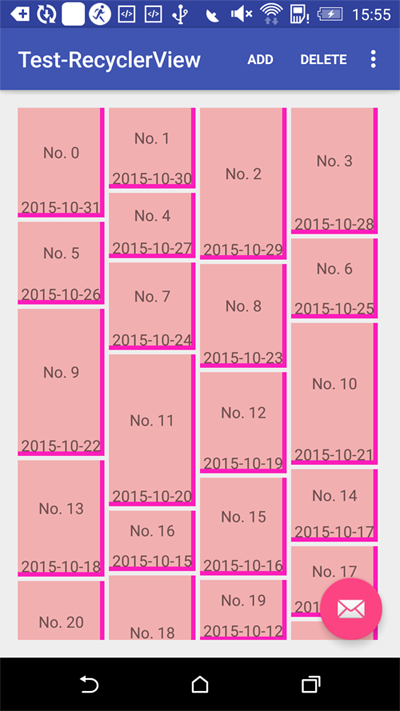 15:55
Test-RecyclerView ADD DELETE
No. 0
2015-10-31
No. 1
2015-10-30
No. 2
2015-10-29
No. 3
2015-10-28
No. 4
2015-10-27
No. 5
2015-10-26
No. 6
2015-10-25
No. 7
2015-10-24
No. 8
2015-10-23
No. 9
2015-10-22
No. 10
2015-10-21
No. 11
2015-10-20
No. 12
2015-10-19
No. 13
2015-10-18
No. 14
2015-10-17
No. 15
2015-10-16
No. 16
2015-10-15
No. 17
No. 18
No. 19
2015-10-12
No. 20